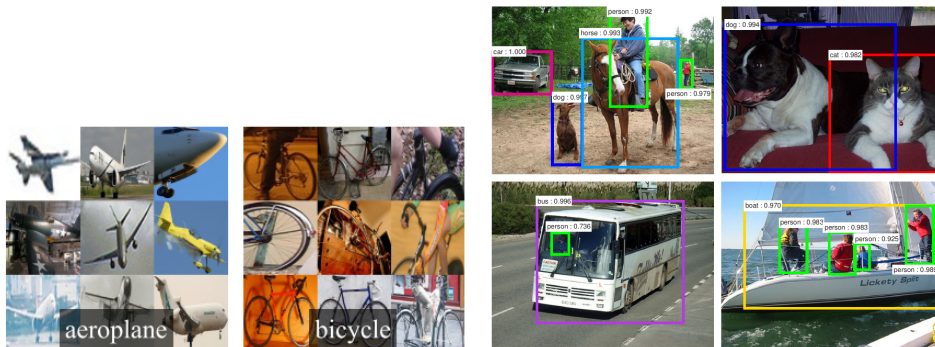 aeroplane
bicycle
person : 0.992
horse : 0.993
car : 1.000
dog : 0.997
person : 0.979
dog : 0.994
cat : 0.982
bus : 0.996
person : 0.736
boat : 0.970
person : 0.983
person : 0.983
person : 0.925
person : 0.989
Lickety Split